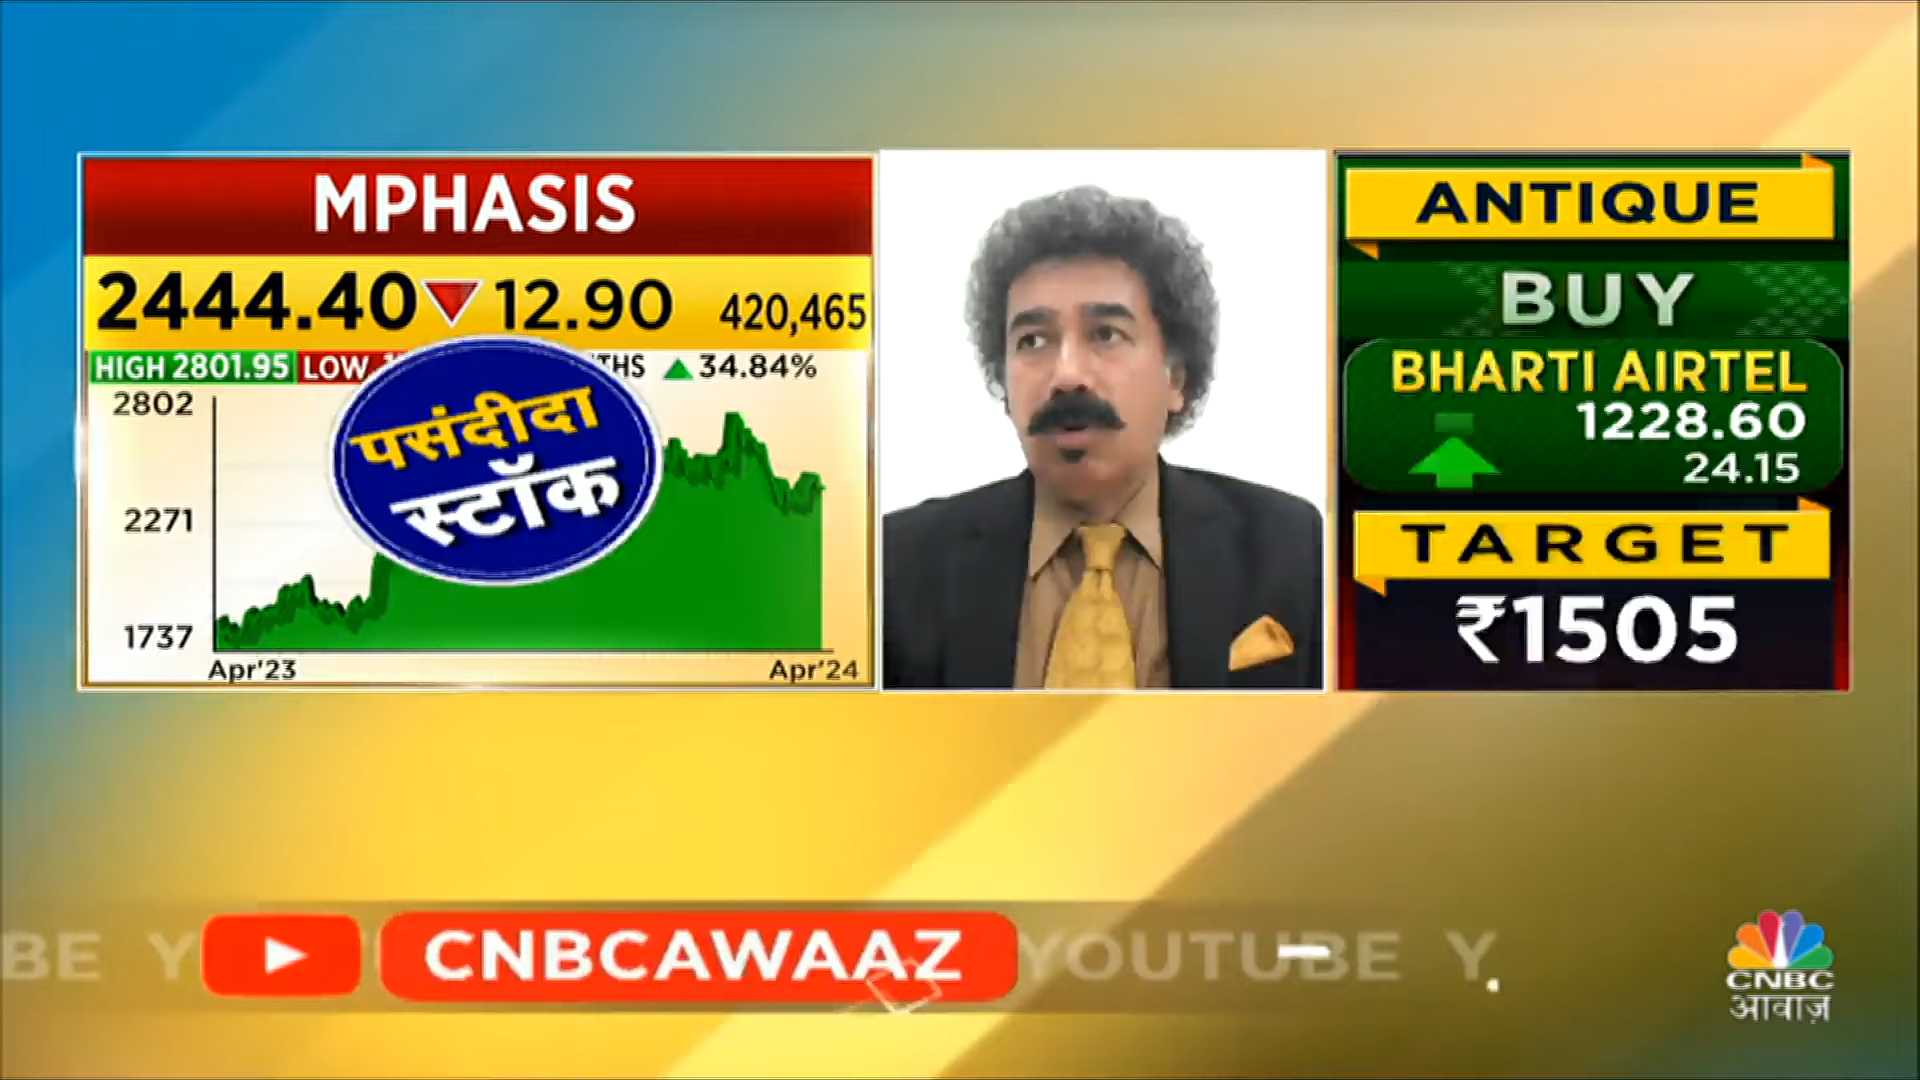 MPHASIS
2444.40 ▼ 12.90 420,465
HIGH 2801.95 LOW ▲ 34.84%
2802
2271
1737
Apr'23 Apr'24
पसंदीदा
स्टॉक
ANTIQUE
BUY
BHARTI AIRTEL
1228.60
24.15
TARGET
₹1505
CNBCAWAAZ YOUTUBE Y
CNBC
आवाज़